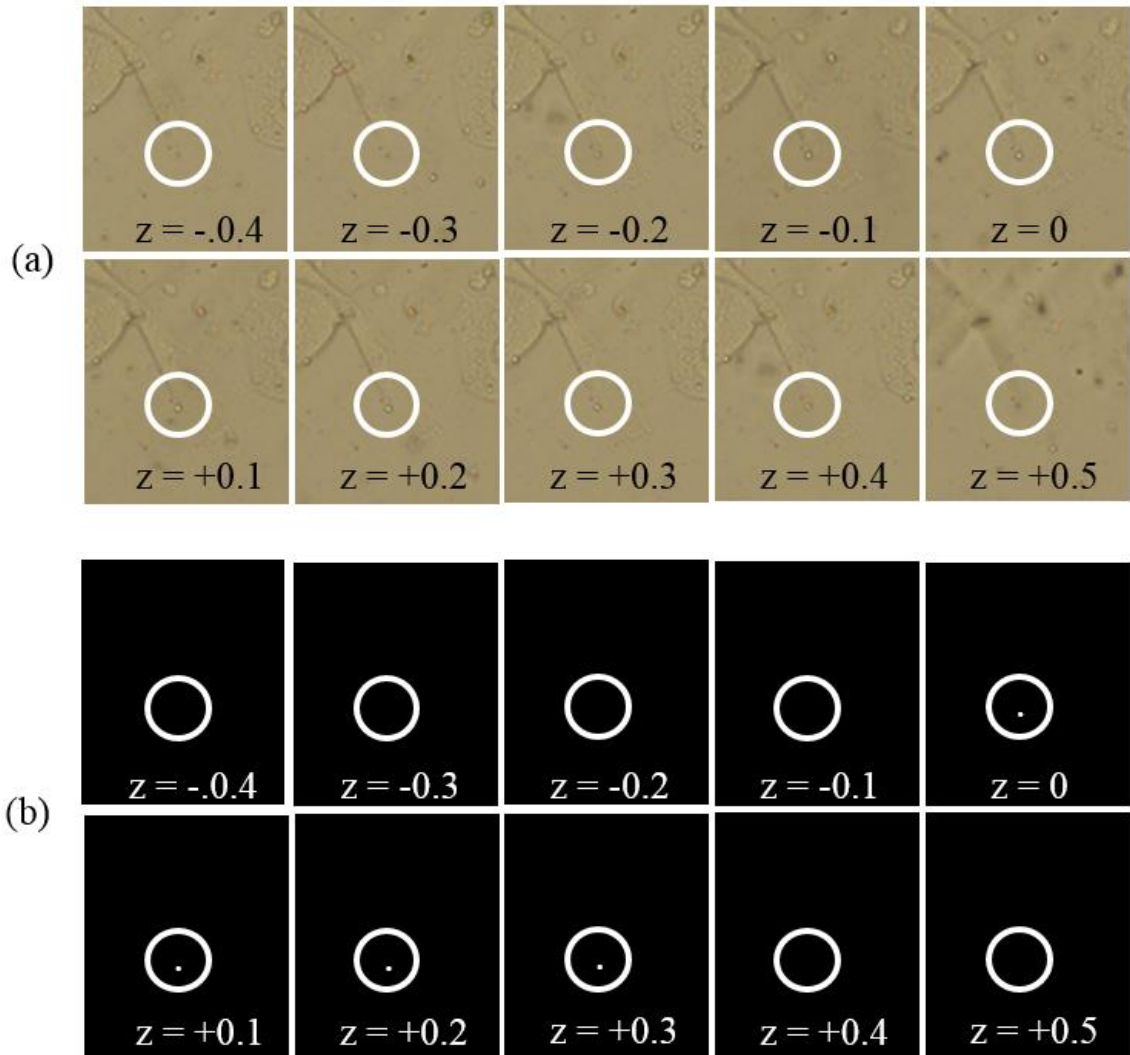 z = -.0.4 z = -0.3 z = -0.2 z = -0.1 z = 0
(a)
z = +0.1 z = +0.2 z = +0.3 z = +0.4 z = +0.5
z = -.0.4 z = -0.3 z = -0.2 z = -0.1 z = 0
(b)
z = +0.1 z = +0.2 z = +0.3 z = +0.4 z = +0.5